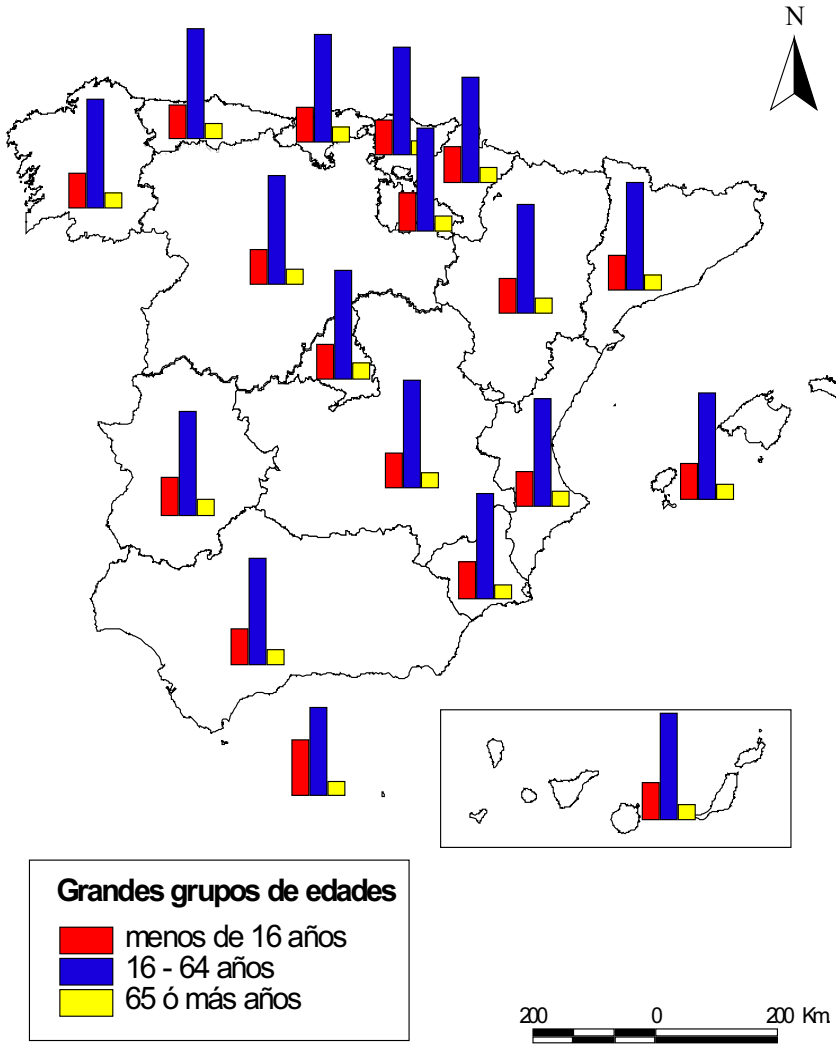 N
Grandes grupos de edades
menos de 16 años
16 - 64 años
65 ó más años
200 0 200 Km.